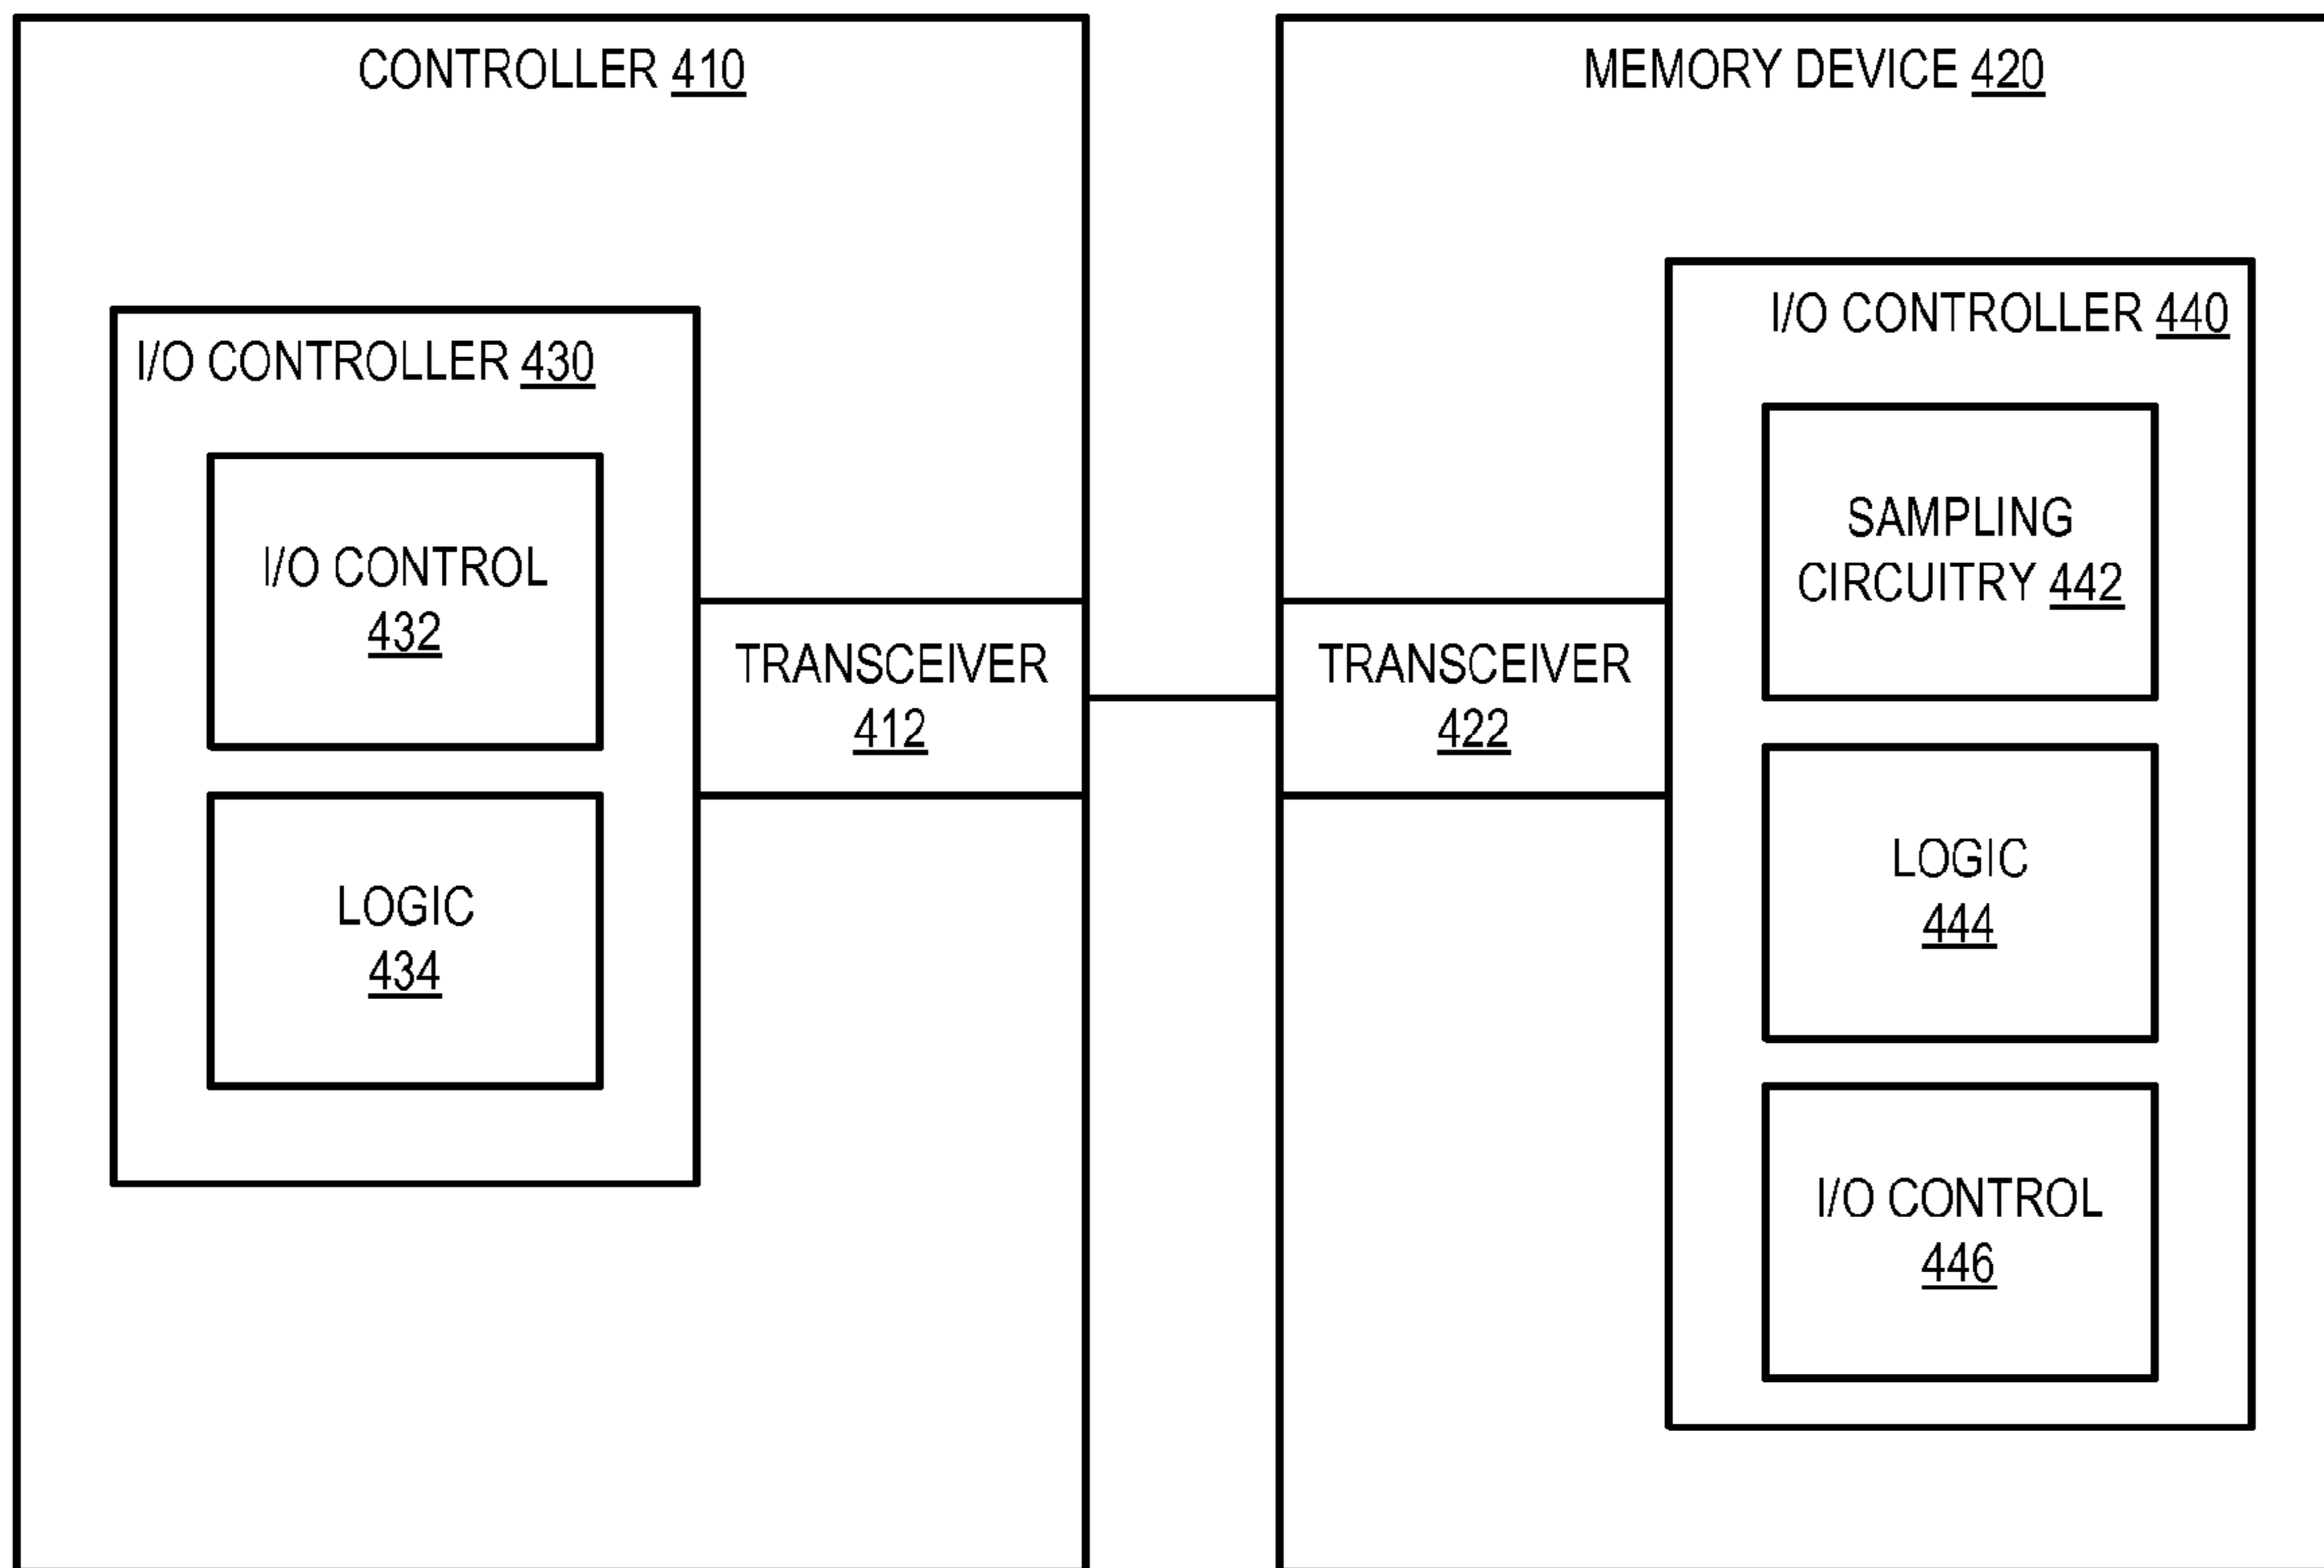 CONTROLLER 410
I/O CONTROLLER 430
I/O CONTROL
432
LOGIC
434
TRANSCEIVER
412
MEMORY DEVICE 420
TRANSCEIVER
422
I/O CONTROLLER 440
SAMPLING
CIRCUITRY 442
LOGIC
444
I/O CONTROL
446